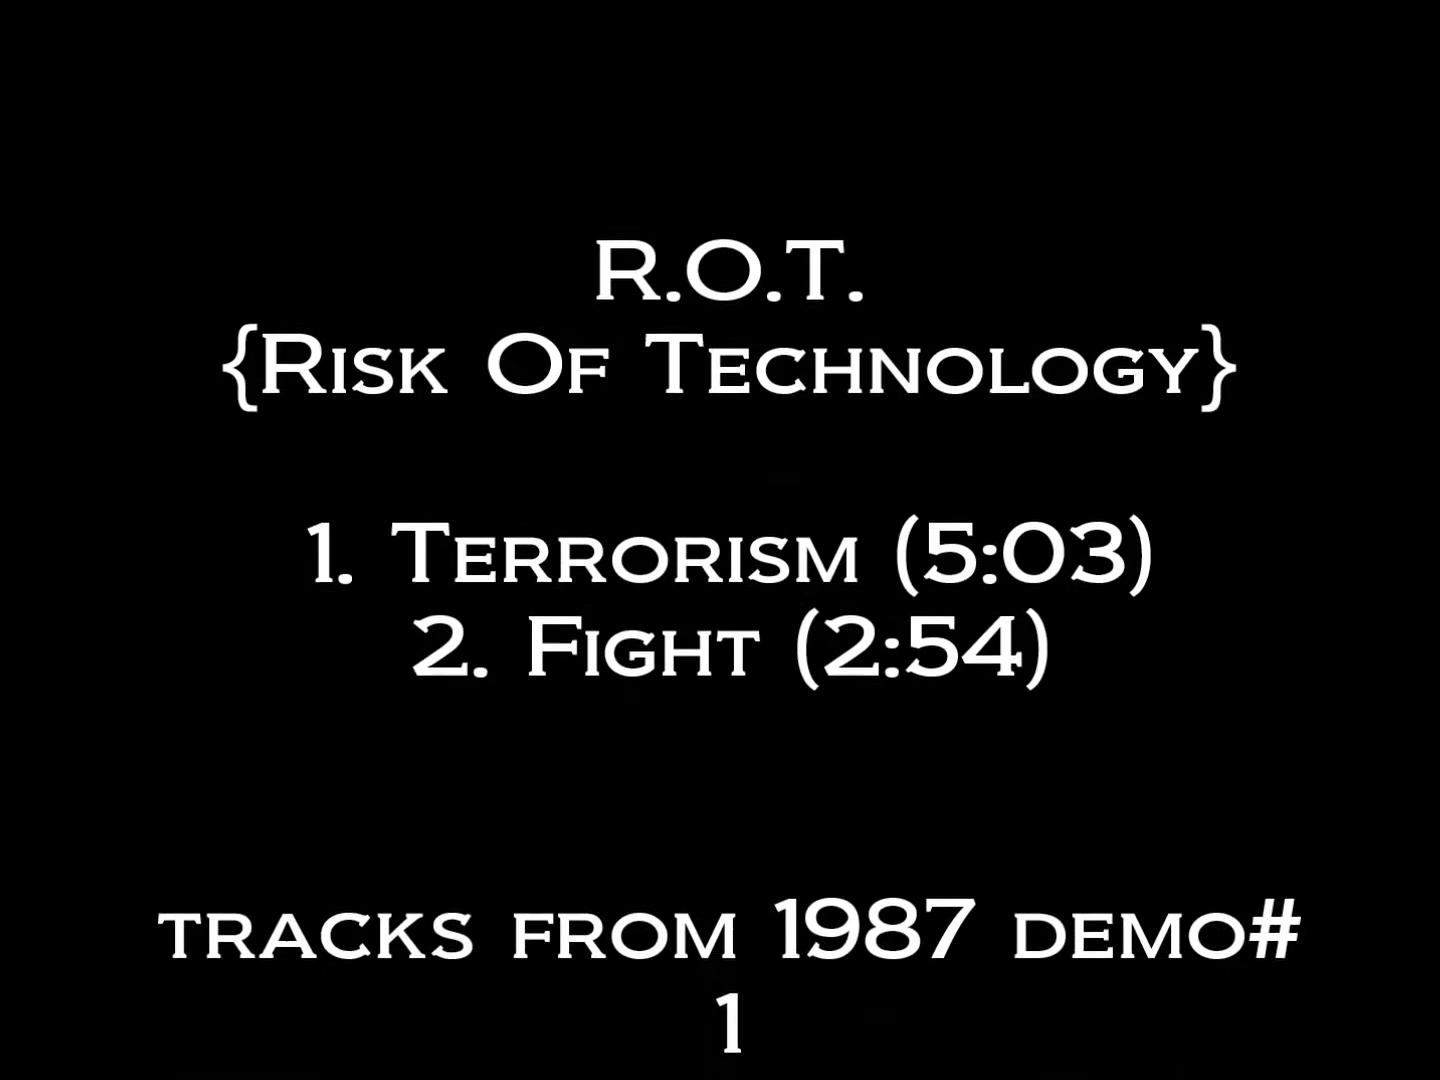 R.O.T.
{Risk Of Technology}
1. Terrorism (5:03)
2. Fight (2:54)
tracks from 1987 demo#
1